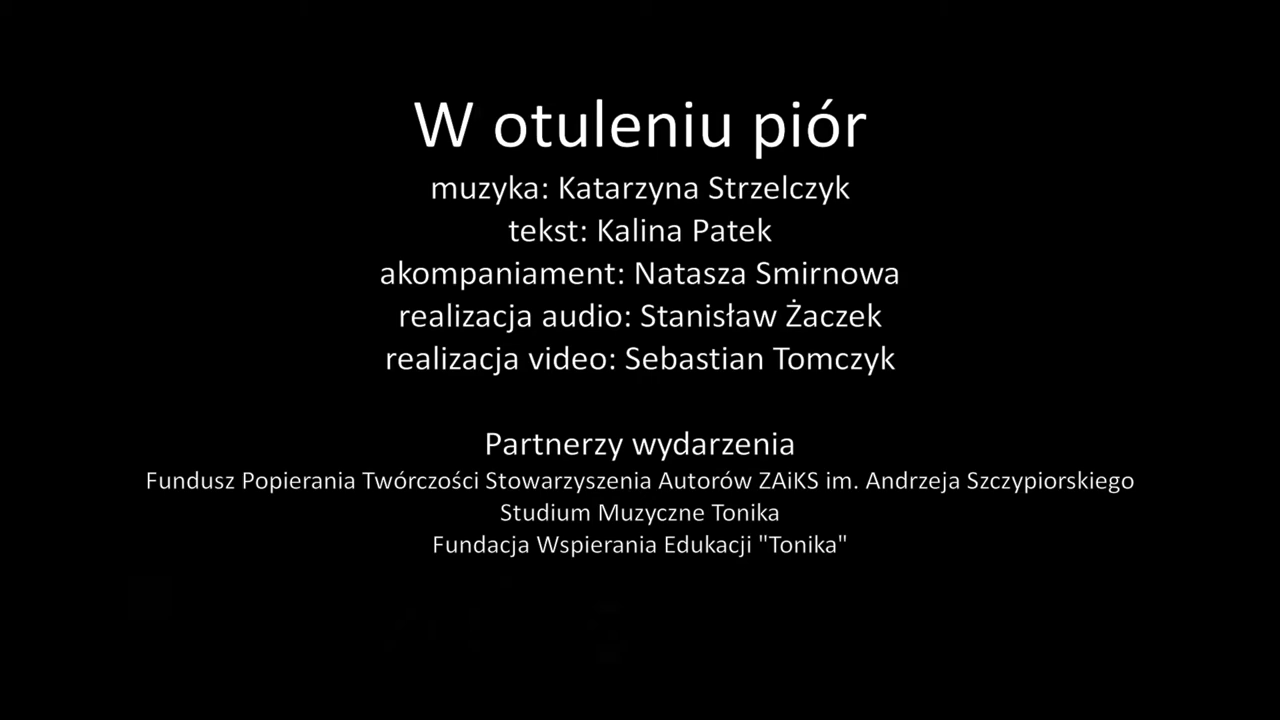 W otuleniu piór
muzyka: Katarzyna Strzelczyk
tekst: Kalina Patek
akompaniament: Natasza Smirnowa
realizacja audio: Stanisław Żaczek
realizacja video: Sebastian Tomczyk
Partnerzy wydarzenia
Fundusz Popierania Twórczości Stowarzyszenia Autorów ZAiKS im. Andrzeja Szczypiorskiego
Studium Muzyczne Tonika
Fundacja Wspierania Edukacji "Tonika"